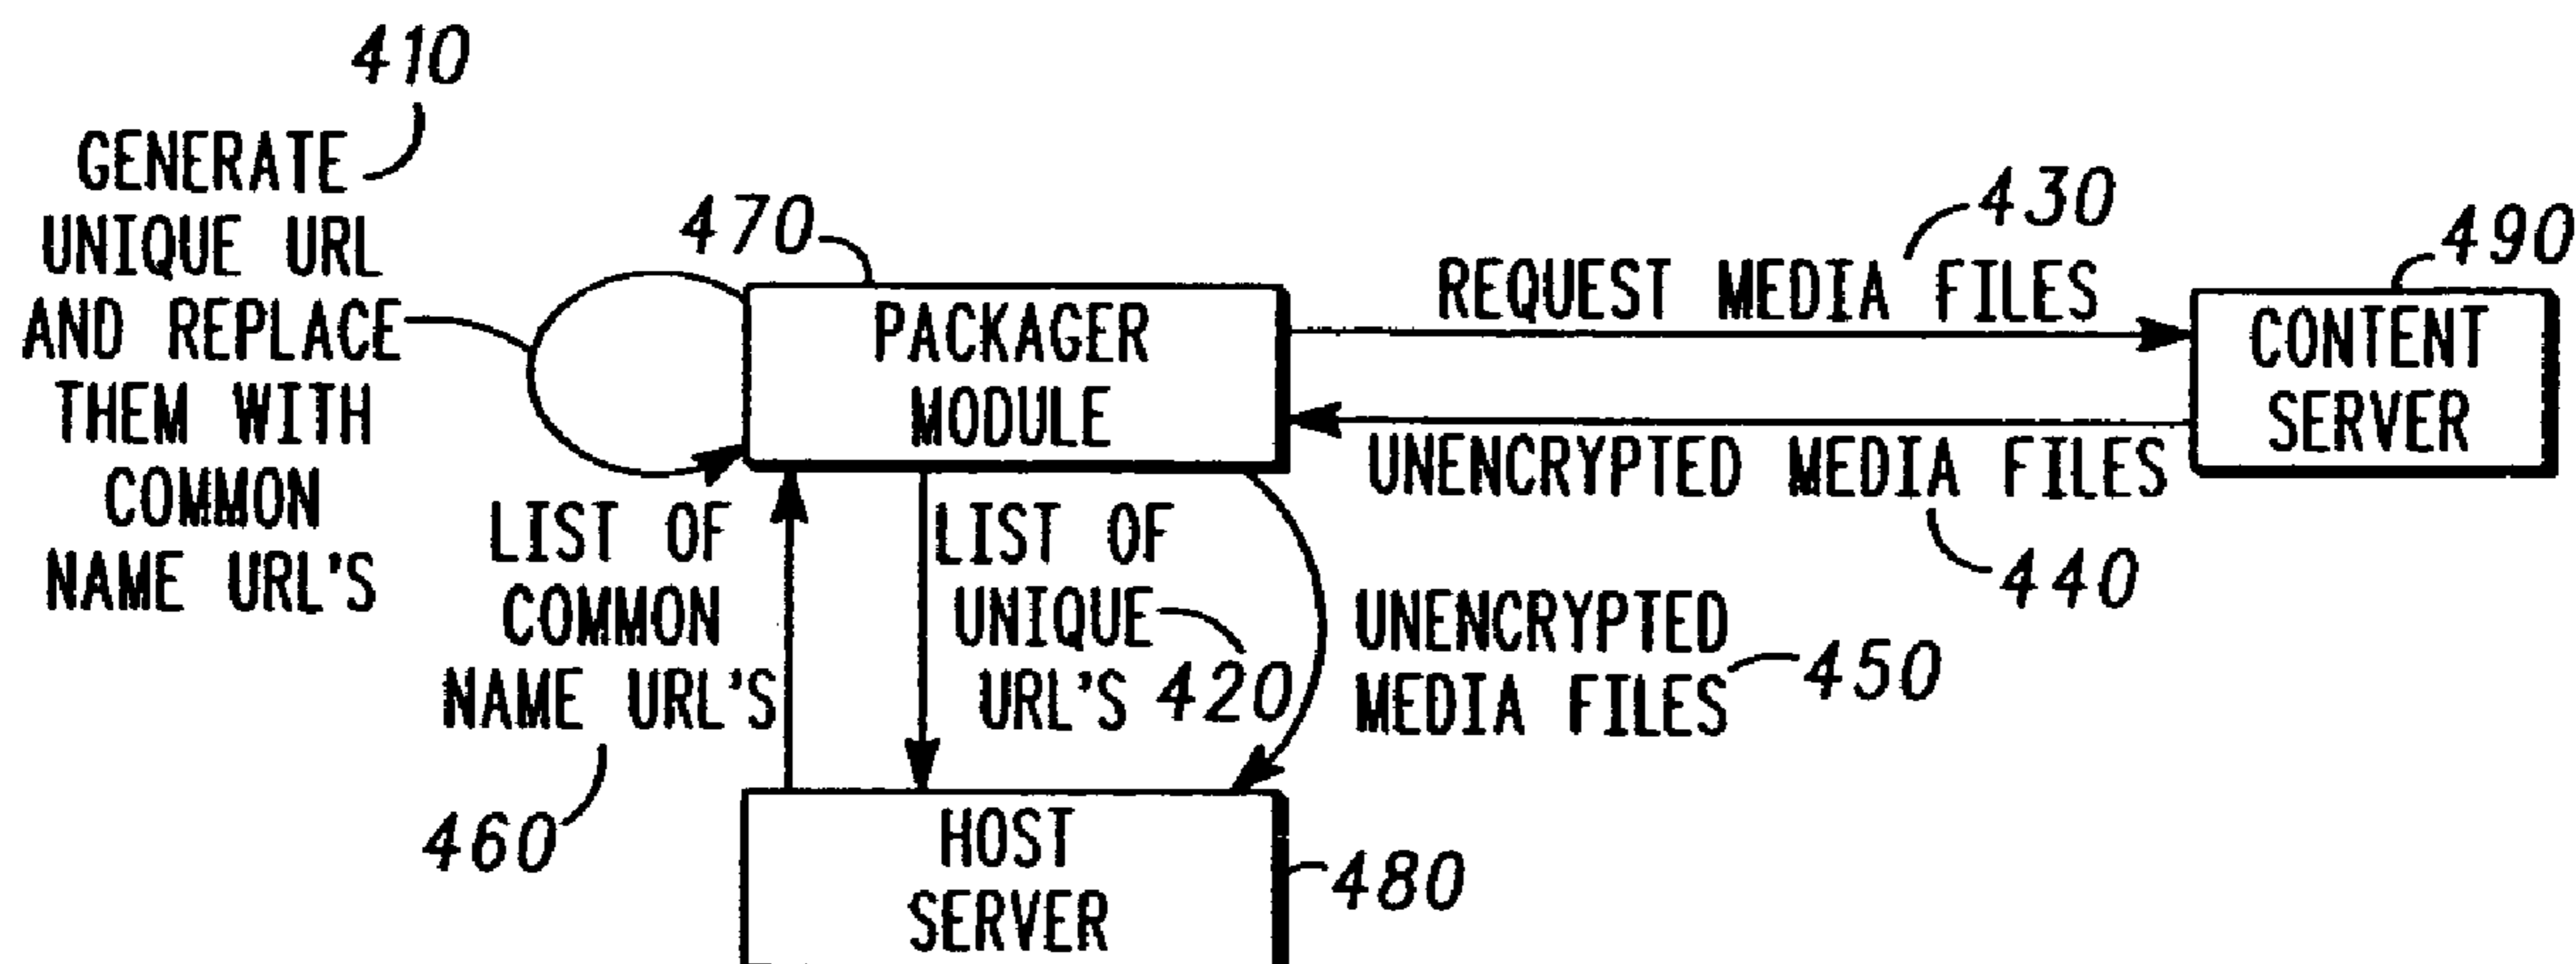 410
GENERATE
UNIQUE URL
AND REPLACE
THEM WITH
COMMON
NAME URL'S
470
PACKAGER
MODULE
430
REQUEST MEDIA FILES
490
CONTENT
SERVER
UNENCRYPTED MEDIA FILES
440
LIST OF
COMMON
NAME URL'S
460
LIST OF
UNIQUE
URL'S 420
UNENCRYPTED
MEDIA FILES
450
HOST
SERVER
480